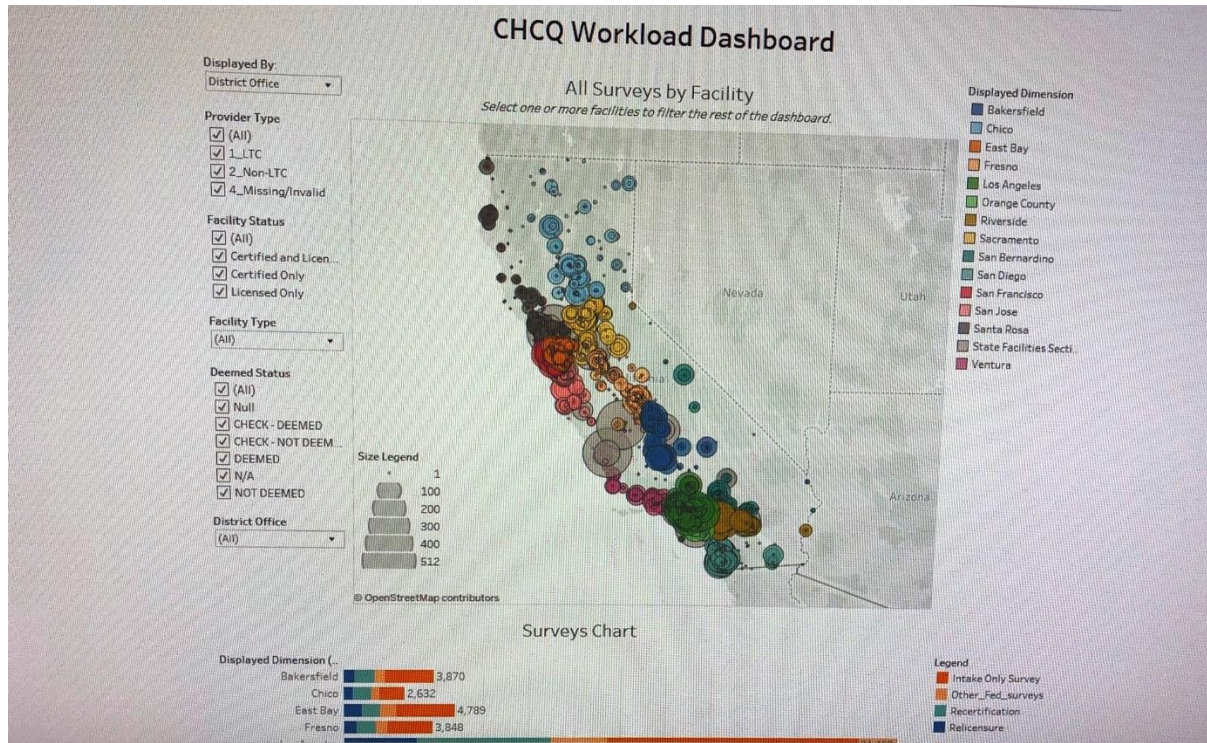 CHCQ Workload Dashboard
Displayed By:
District Office
Provider Type
(All)
1_LTC
2_Non-LTC
4_Missing/Invalid
Facility Status
(All)
Certified and Licen...
Certified Only
Licensed Only
Facility Type
(All)
Deemed Status
(All)
Null
CHECK - DEEMED
CHECK - NOT DEEM...
DEEMED
N/A
NOT DEEMED
District Office
(All)
All Surveys by Facility
Select one or more facilities to filter the rest of the dashboard.
Nevada
Utah
Arizona
Size Legend
1
100
200
300
400
512
© OpenStreetMap contributors
Displayed Dimension
Bakersfield
Chico
East Bay
Fresno
Los Angeles
Orange County
Riverside
Sacramento
San Bernardino
San Diego
San Francisco
San Jose
Santa Rosa
State Facilities Secti..
Ventura
Surveys Chart
Displayed Dimension (..
Bakersfield 3,870
Chico 2,632
East Bay 4,789
Fresno 3,848
Legend
Intake Only Survey
Other_Fed_surveys
Recertification
Relicensure